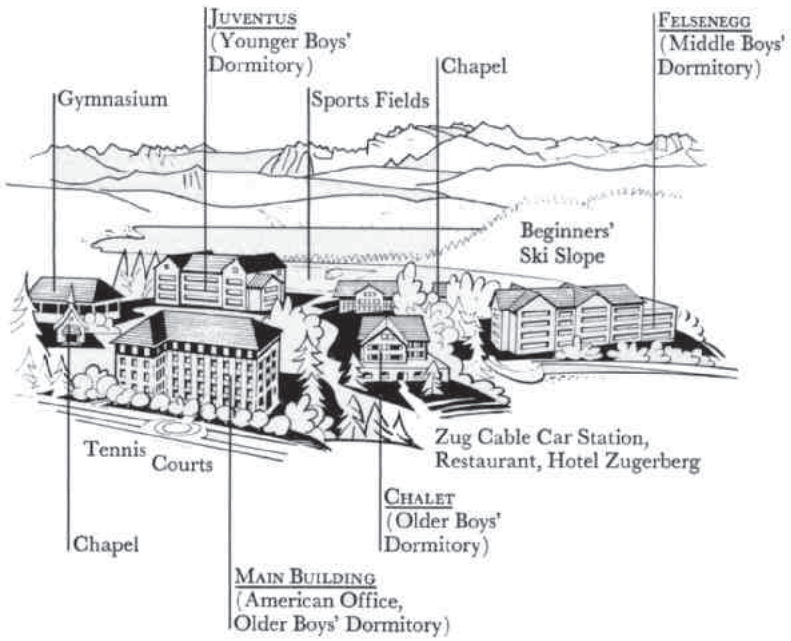 JUVENTUS
(Younger Boys'
Dormitory)
FELSENEGG
(Middle Boys'
Dormitory)
Chapel
Gymnasium
Sports Fields
Beginners'
Ski Slope
Tennis
Courts
Zug Cable Car Station,
Restaurant, Hotel Zugerberg
CHALET
(Older Boys'
Dormitory)
Chapel
MAIN BUILDING
(American Office,
Older Boys' Dormitory)